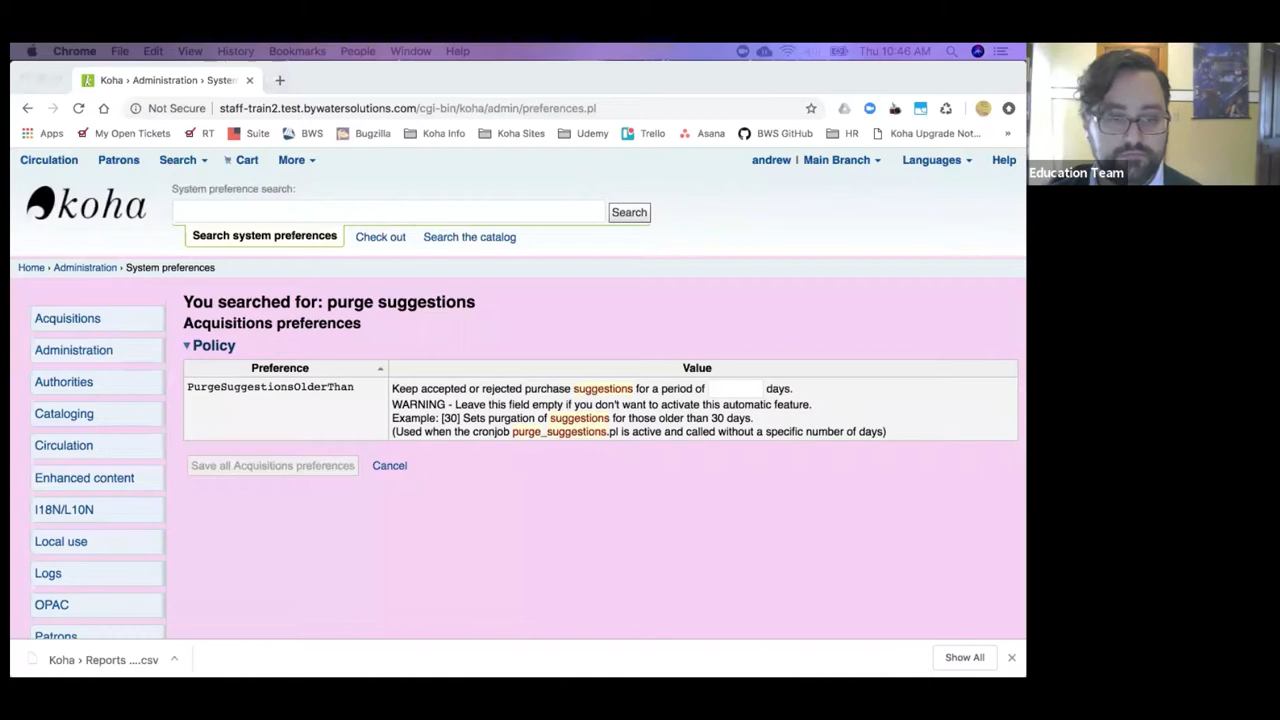 Chrome File Edit View History Bookmarks People Window Help Thu 10:46 AM
Koha › Administration › System
Not Secure staff-train2.test.bywatersolutions.com/cgi-bin/koha/admin/preferences.pl
Apps My Open Tickets RT Suite BWS Bugzilla Koha Info Koha Sites Udemy Trello Asana BWS GitHub HR Koha Upgrade Not... »
Circulation Patrons Search Cart More andrew | Main Branch Languages Help
koha
System preference search:
Search
Search system preferences Check out Search the catalog
Home › Administration › System preferences
Education Team
Acquisitions
Administration
Authorities
Cataloging
Circulation
Enhanced content
I18N/L10N
Local use
Logs
OPAC
Patrons
You searched for: purge suggestions
Acquisitions preferences
Policy
Preference Value
PurgeSuggestionsOlderThan Keep accepted or rejected purchase suggestions for a period of days.
WARNING - Leave this field empty if you don't want to activate this automatic feature.
Example: [30] Sets purgation of suggestions for those older than 30 days.
(Used when the cronjob purge_suggestions.pl is active and called without a specific number of days)
Save all Acquisitions preferences Cancel
Koha › Reports ....csv Show All